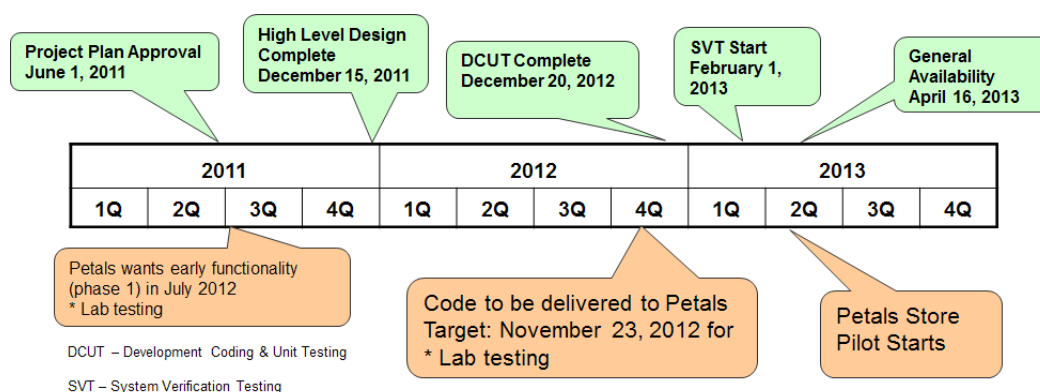 Project Plan Approval
June 1, 2011
High Level Design
Complete
December 15, 2011
DCUT Complete
December 20, 2012
SVT Start
February 1,
2013
General
Availability
April 16, 2013
2011 2012 2013
1Q 2Q 3Q 4Q 1Q 2Q 3Q 4Q 1Q 2Q 3Q 4Q
Petals wants early functionality
(phase 1) in July 2012
* Lab testing
Code to be delivered to Petals
Target: November 23, 2012 for
* Lab testing
Petals Store
Pilot Starts
DCUT – Development Coding & Unit Testing
SVT – System Verification Testing